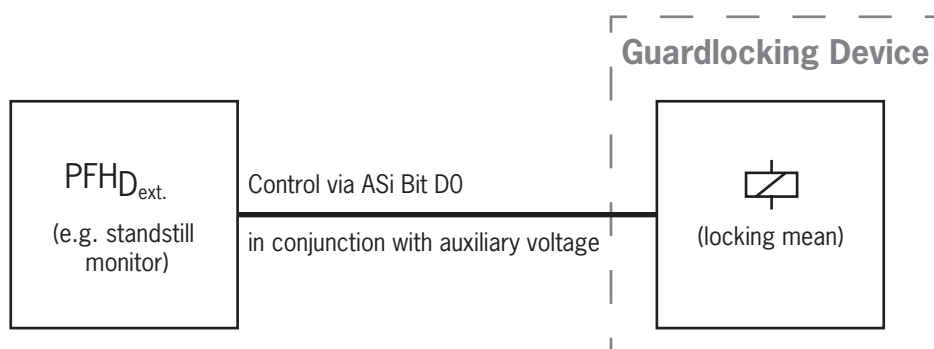 Guardlocking Device
PFHDext.
(e.g. standstill
monitor)
Control via ASi Bit D0
in conjunction with auxiliary voltage
(locking mean)